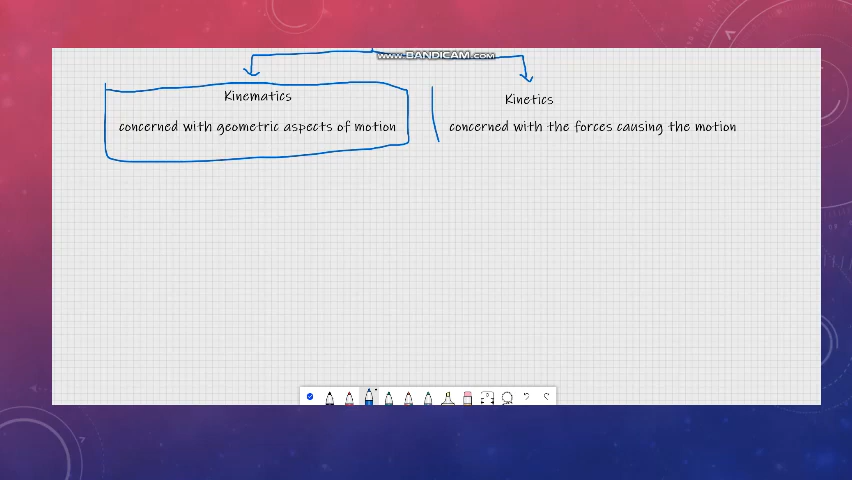 www.BANDICAM.com
Kinematics
Kinetics
concerned with geometric aspects of motion
concerned with the forces causing the motion